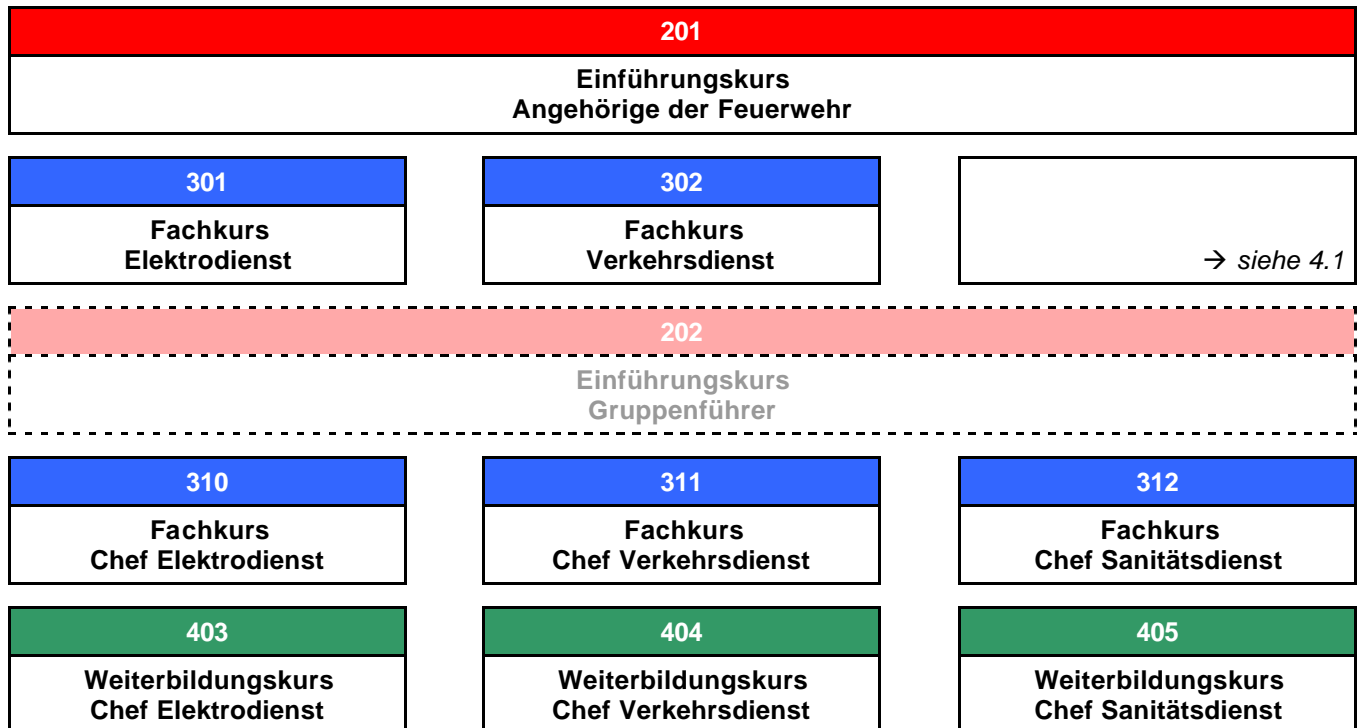 201
Einführungskurs
Angehörige der Feuerwehr
301
Fachkurs
Elektrodienst
302
Fachkurs
Verkehrsdienst
→ siehe 4.1
202
Einführungskurs
Gruppenführer
310
Fachkurs
Chef Elektrodienst
311
Fachkurs
Chef Verkehrsdienst
312
Fachkurs
Chef Sanitätsdienst
403
Weiterbildungskurs
Chef Elektrodienst
404
Weiterbildungskurs
Chef Verkehrsdienst
405
Weiterbildungskurs
Chef Sanitätsdienst